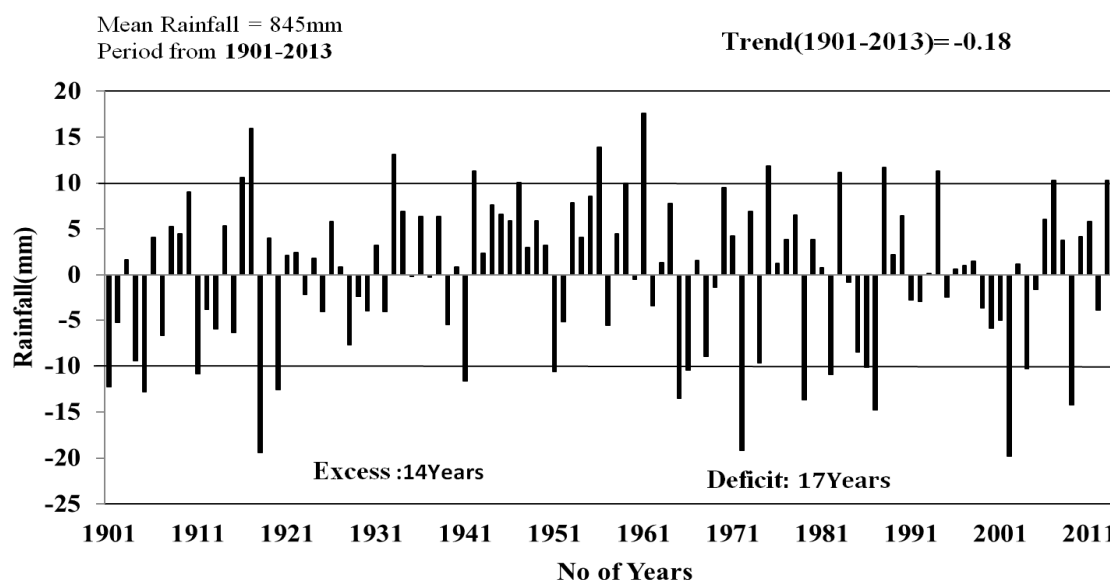 Mean Rainfall = 845mm
Period from 1901-2013
Trend(1901-2013)= -0.18
Rainfall(mm)
20
15
10
5
0
-5
-10
-15
-20
-25
Excess :14Years
Deficit: 17Years
1901 1911 1921 1931 1941 1951 1961 1971 1981 1991 2001 2011
No of Years